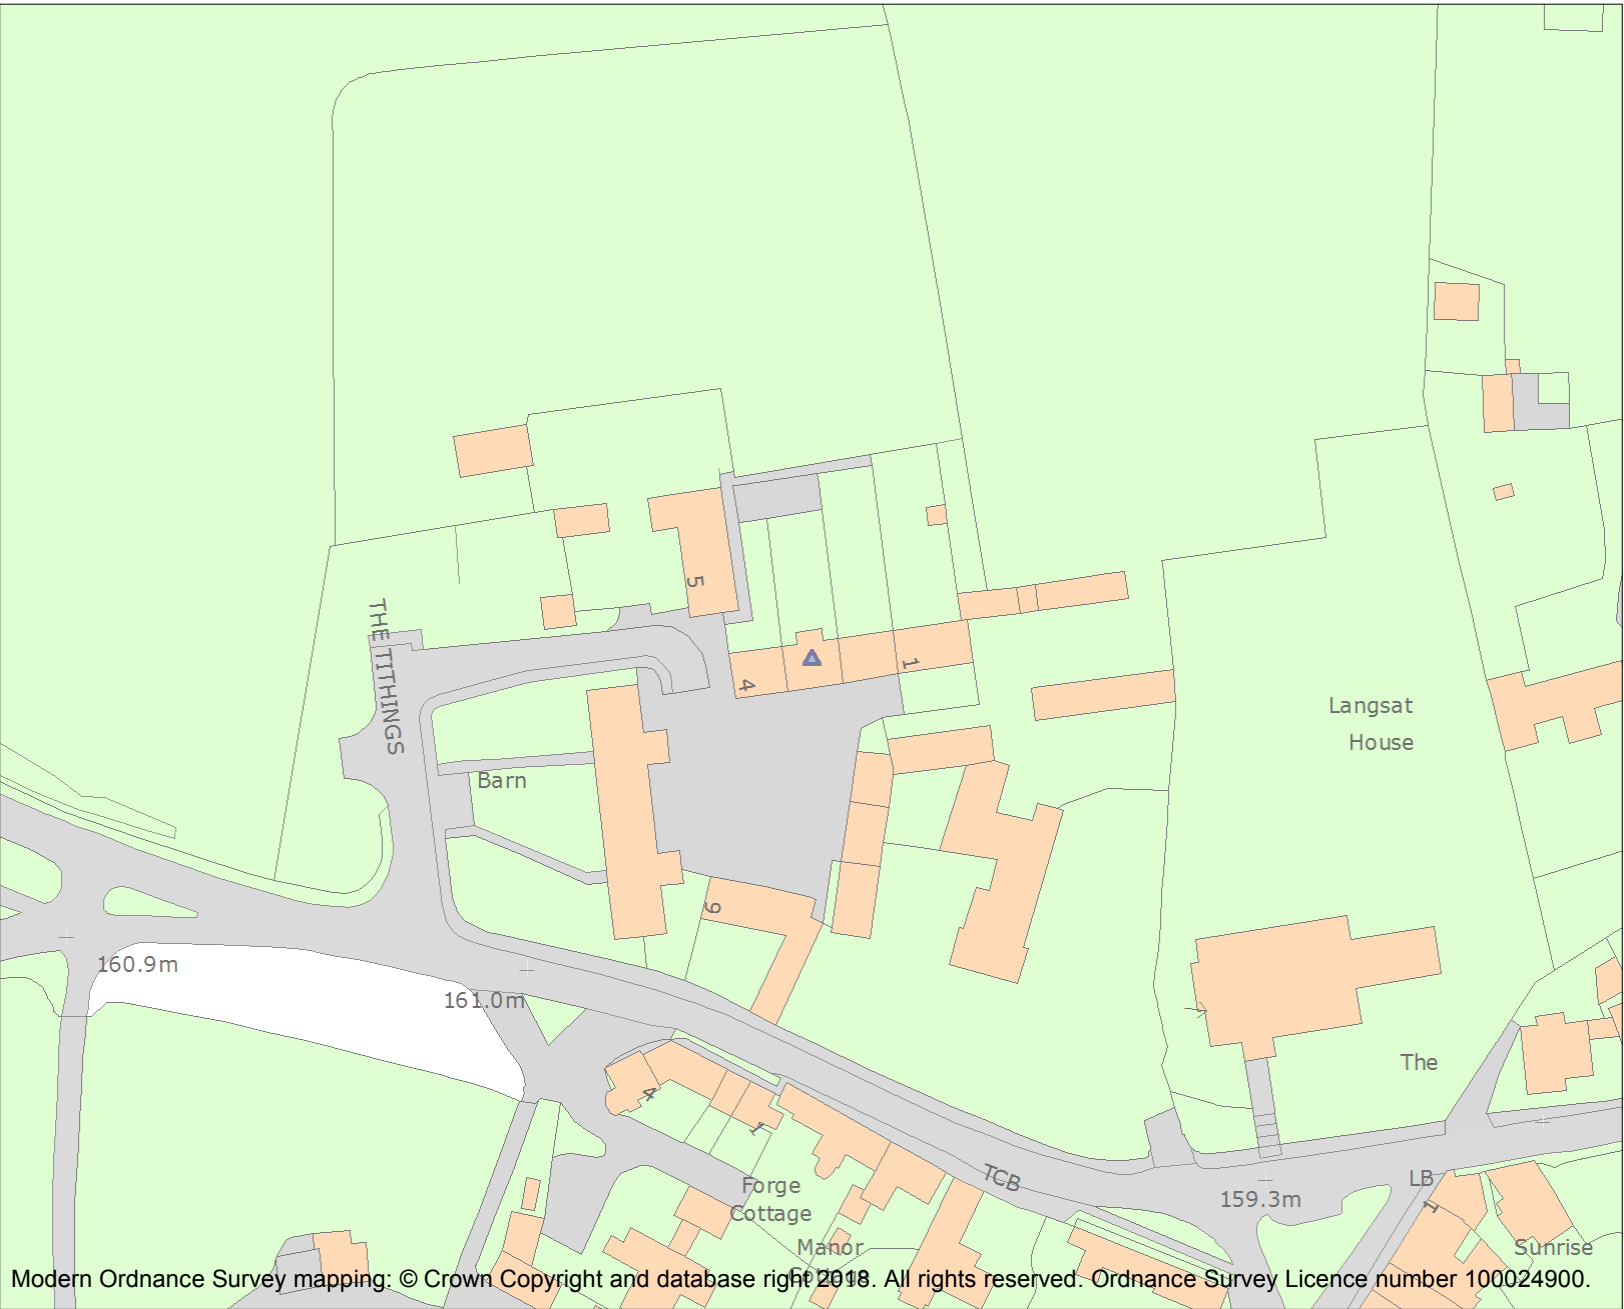 5
THE TITHINGS
1
4
Langsat
House
Barn
9
160.9m
161.0m
7
The
4
1
TCB
LB
1
159.3m
Forge
Cottage
Manor
Cottage
Sunrise
Modern Ordnance Survey mapping: © Crown Copyright and database right 2018. All rights reserved. Ordnance Survey Licence number 100024900.